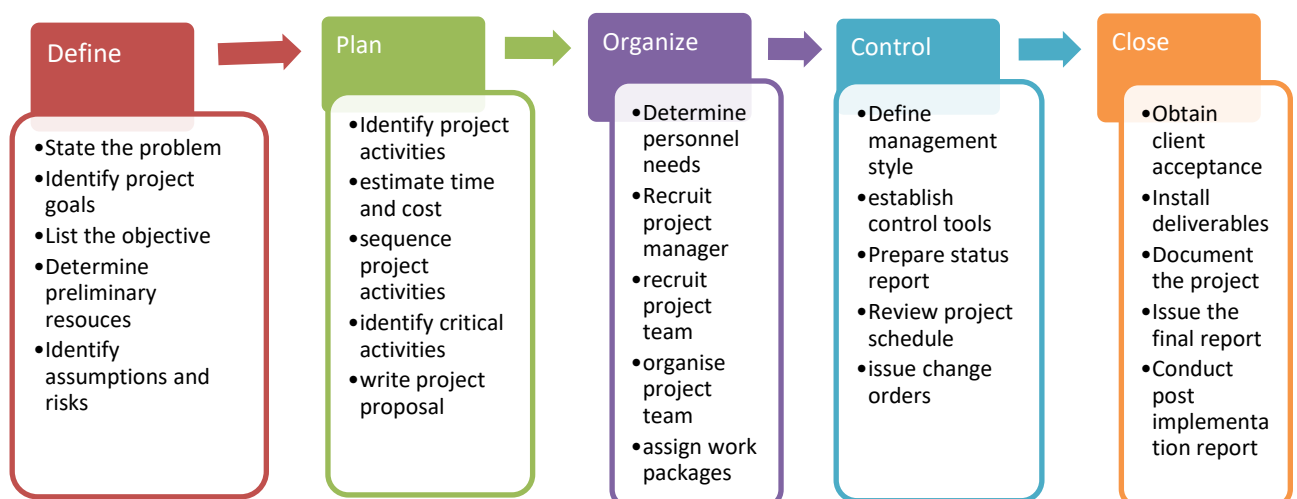 Define
•State the problem
•Identify project
goals
•List the objective
•Determine
preliminary
resouces
•Identify
assumptions and
risks
Plan
•Identify project
activities
•estimate time
and cost
•sequence
project
activities
•identify critical
activities
•write project
proposal
Organize
•Determine
personnel
needs
•Recruit
project
manager
•recruit
project
team
•organise
project
team
•assign work
packages
Control
•Define
management
style
•establish
control tools
•Prepare status
report
•Review project
schedule
•issue change
orders
Close
•Obtain
client
acceptance
•Install
deliverables
•Document
the project
•Issue the
final report
•Conduct
post
implementa
tion report